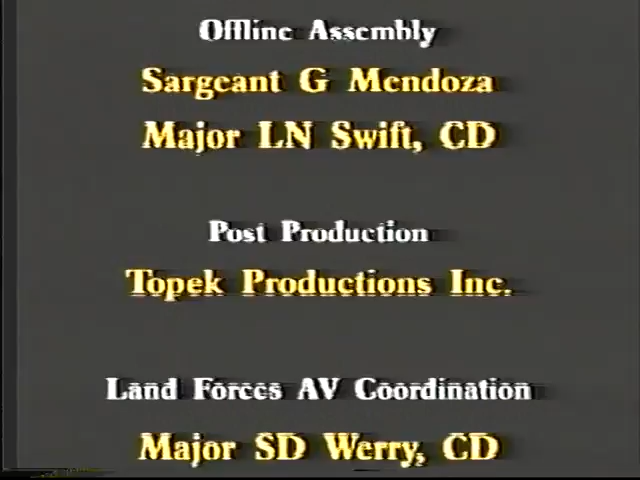 Offline Assembly
Sargeant G Mendoza
Major LN Swift, CD
Post Production
Topek Productions Inc.
Land Forces AV Coordination
Major SD Werry, CD